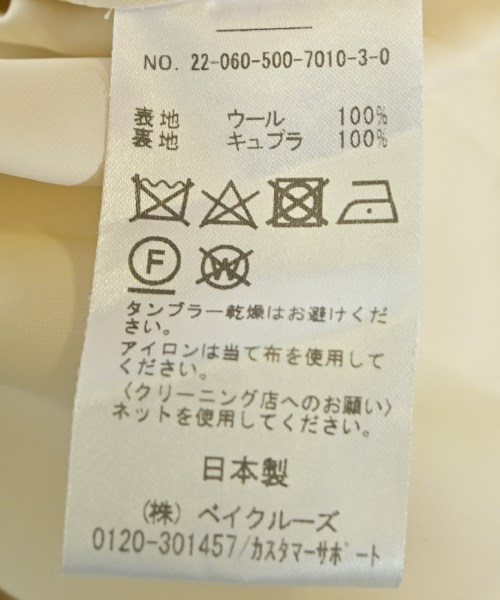 NO. 22-060-500-7010-3-0
表地 ウール 100%
裏地 キュプラ 100%
F W
タンブラー乾燥はお避けくだ
さい。
アイロンは当て布を使用して
ください。
〈クリーニング店へのお願い〉
ネットを使用してください。
日本製
(株) ベイクルーズ
0120-301457/カスタマーサポート